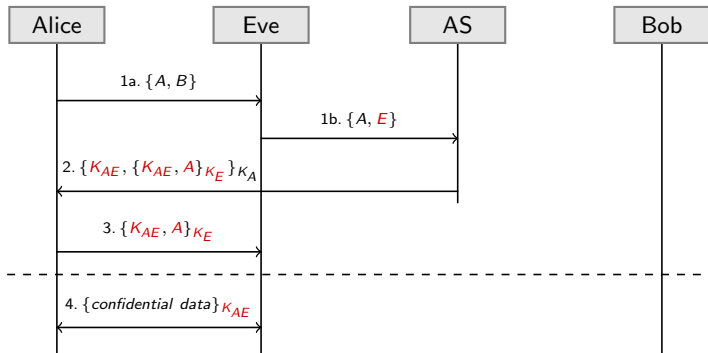 Alice Eve AS Bob
1a. {A, B}
1b. {A, E}
2. {K_AE, {K_AE, A}_K_E}_K_A
3. {K_AE, A}_K_E
4. {confidential data}_K_AE